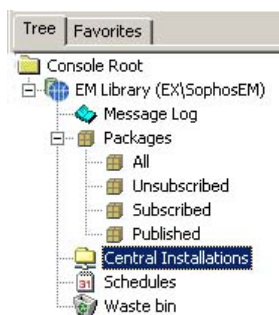 Tree Favorites
Console Root
EM Library (EX\SophosEM)
Message Log
Packages
All
Unsubscribed
Subscribed
Published
Central Installations
31 Schedules
Waste bin